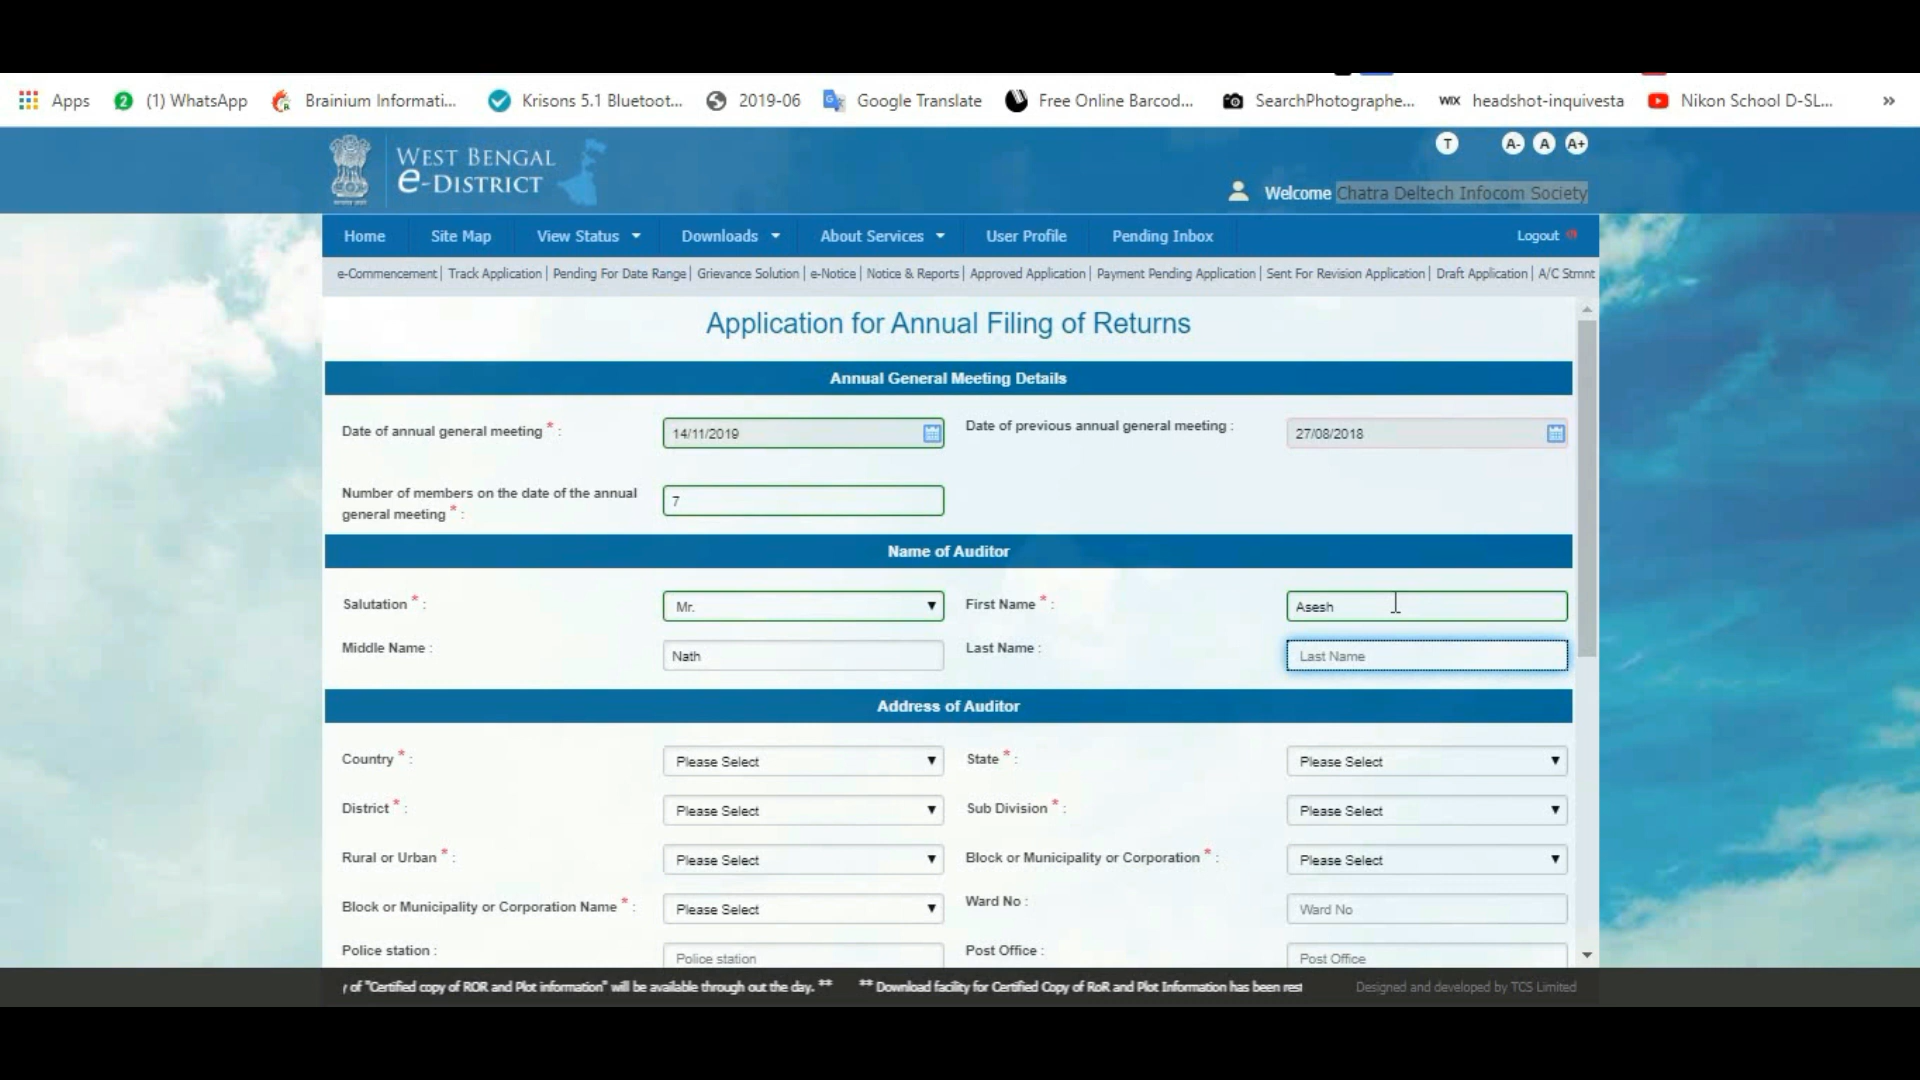 Apps
2 (1) WhatsApp
Brainium Informati...
Krisons 5.1 Bluetoot...
2019-06
Google Translate
Free Online Barcod...
SearchPhotographe...
WIX headshot-inquivesta
Nikon School D-SL...
»
WEST BENGAL
e-DISTRICT
T A- A A+
Welcome Chatra Deltech Infocom Society
Home Site Map View Status Downloads About Services User Profile Pending Inbox Logout
e-Commencement| Track Application| Pending For Date Range| Grievance Solution | e-Notice | Notice & Reports| Approved Application| Payment Pending Application | Sent For Revision Application | Draft Application | A/C Stmnt
Application for Annual Filing of Returns
Annual General Meeting Details
Date of annual general meeting * : 14/11/2019 Date of previous annual general meeting : 27/08/2018
Number of members on the date of the annual
general meeting * : 7
Name of Auditor
Salutation * : Mr. First Name * : Asesh
Middle Name : Nath Last Name : Last Name
Address of Auditor
Country * : Please Select State * : Please Select
District * : Please Select Sub Division * : Please Select
Rural or Urban * : Please Select Block or Municipality or Corporation * : Please Select
Block or Municipality or Corporation Name * : Please Select Ward No : Ward No
Police station : Police station Post Office : Post Office
of "Certified copy of ROR and Plot information" will be available through out the day. ** ** Download facility for Certified Copy of RoR and Plot Information has been rest
Designed and developed by TCS Limited